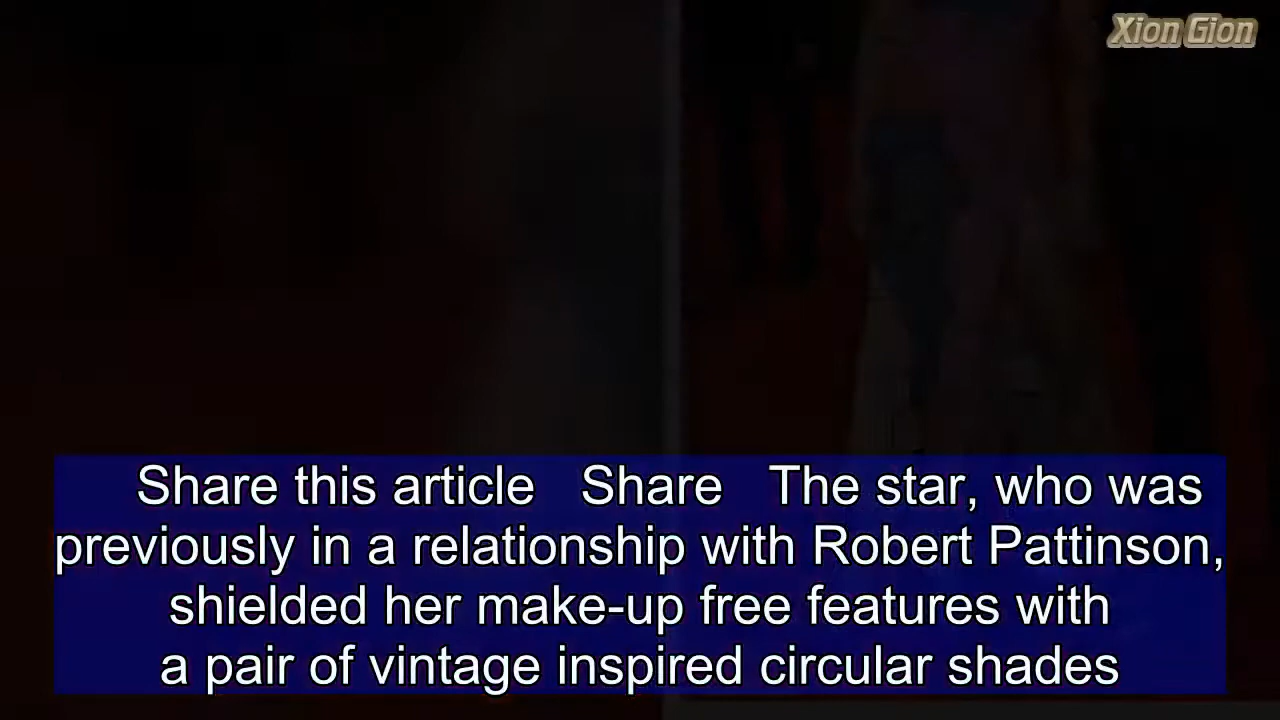 Xion Gion
Share this article Share The star, who was
previously in a relationship with Robert Pattinson,
shielded her make-up free features with
a pair of vintage inspired circular shades